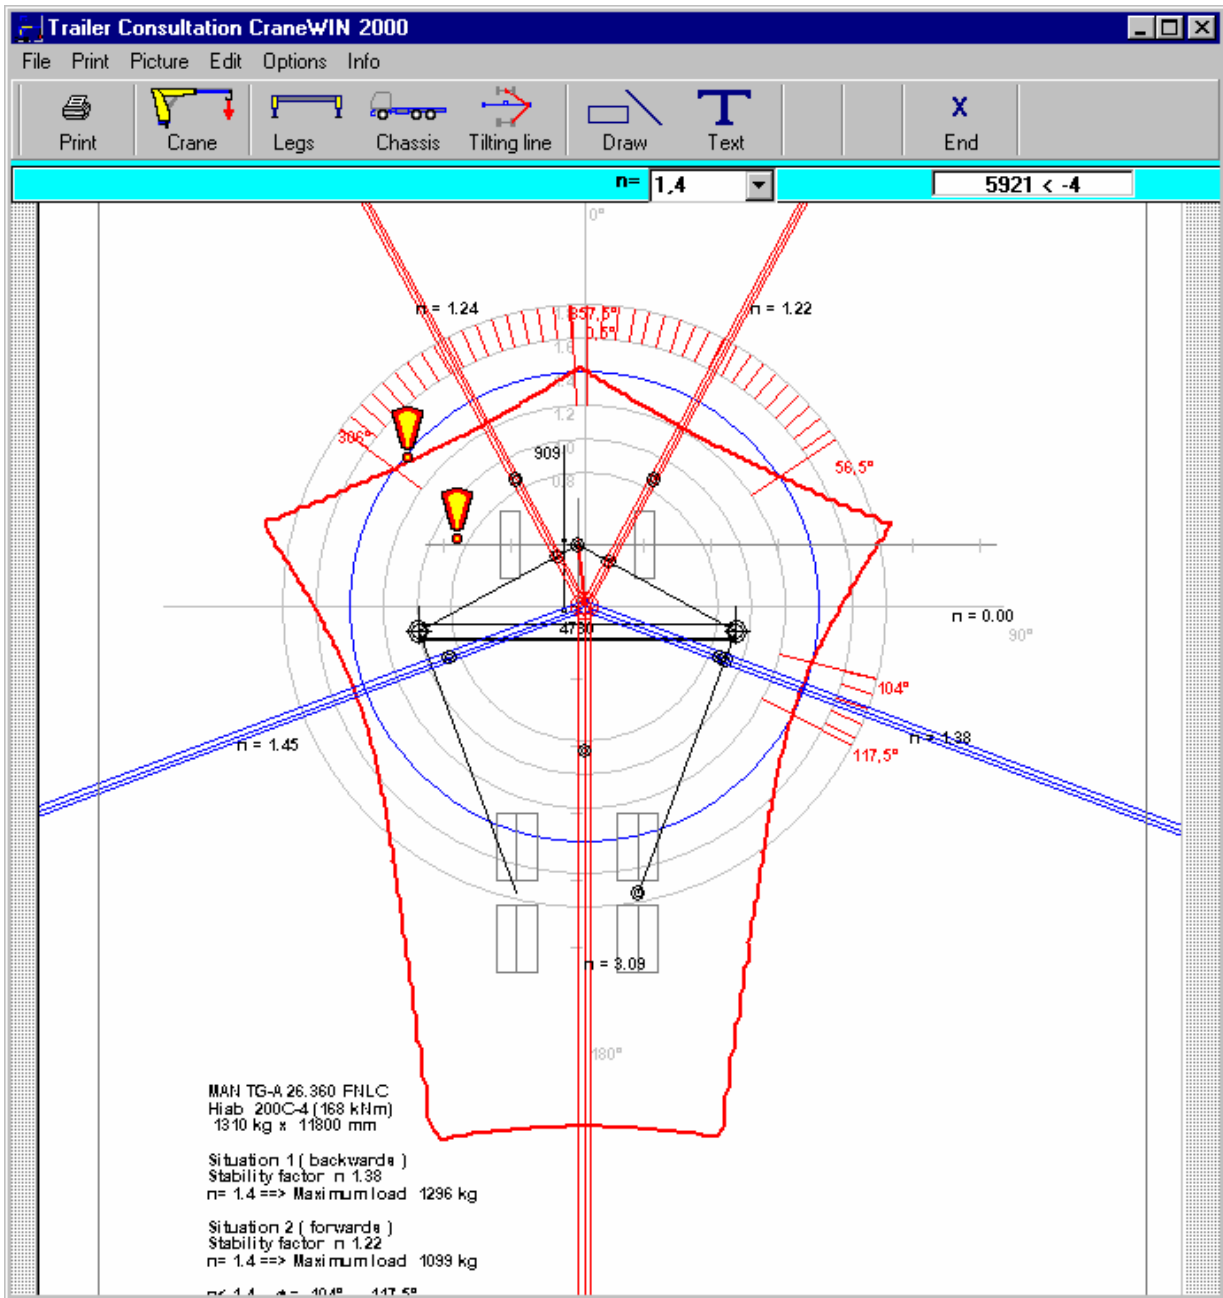 Trailer Consultation CraneWIN 2000
File Print Picture Edit Options Info
Print Crane Legs Chassis Tilting line Draw Text End
n= 1,4 5921 < -4
0°
n = 1.24
n = 1.22
357,5°
0,5°
1.6
1.4
1.2
306°
909
0.8
56,5°
n = 0.00
90°
4730
104°
n = 1.45
n = 1.38
117,5°
n = 3.09
180°
MAN TG-A 26.360 FNLC
Hiab 200C-4 (168 kNm)
1310 kg x 11800 mm
Situation 1 ( backwards )
Stability factor n 1.38
n= 1.4 ==> Maximum load 1296 kg
Situation 2 ( forwards )
Stability factor n 1.22
n= 1.4 ==> Maximum load 1099 kg